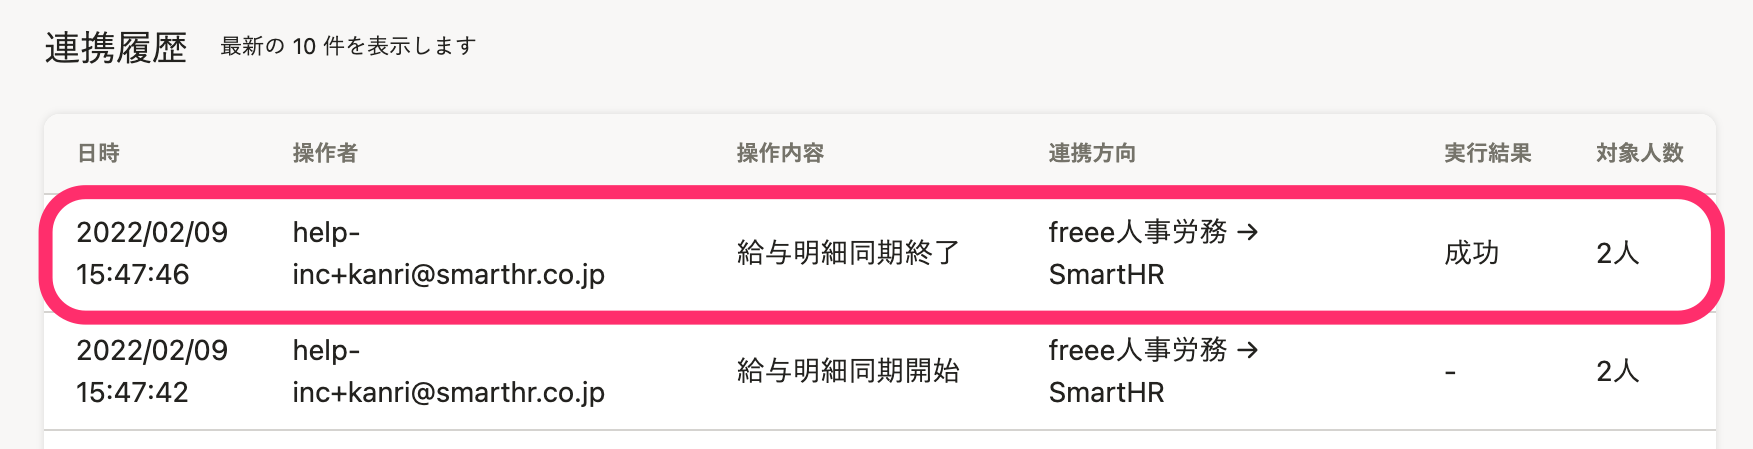 連携履歴 最新の 10 件を表示します
日時 操作者 操作内容 連携方向 実行結果 対象人数
2022/02/09 help- freee人事労務 →
給与明細同期終了 成功 2人
15:47:46 inc+kanri@smarthr.co.jp SmartHR
2022/02/09 help- freee人事労務 →
給与明細同期開始 - 2人
15:47:42 inc+kanri@smarthr.co.jp SmartHR